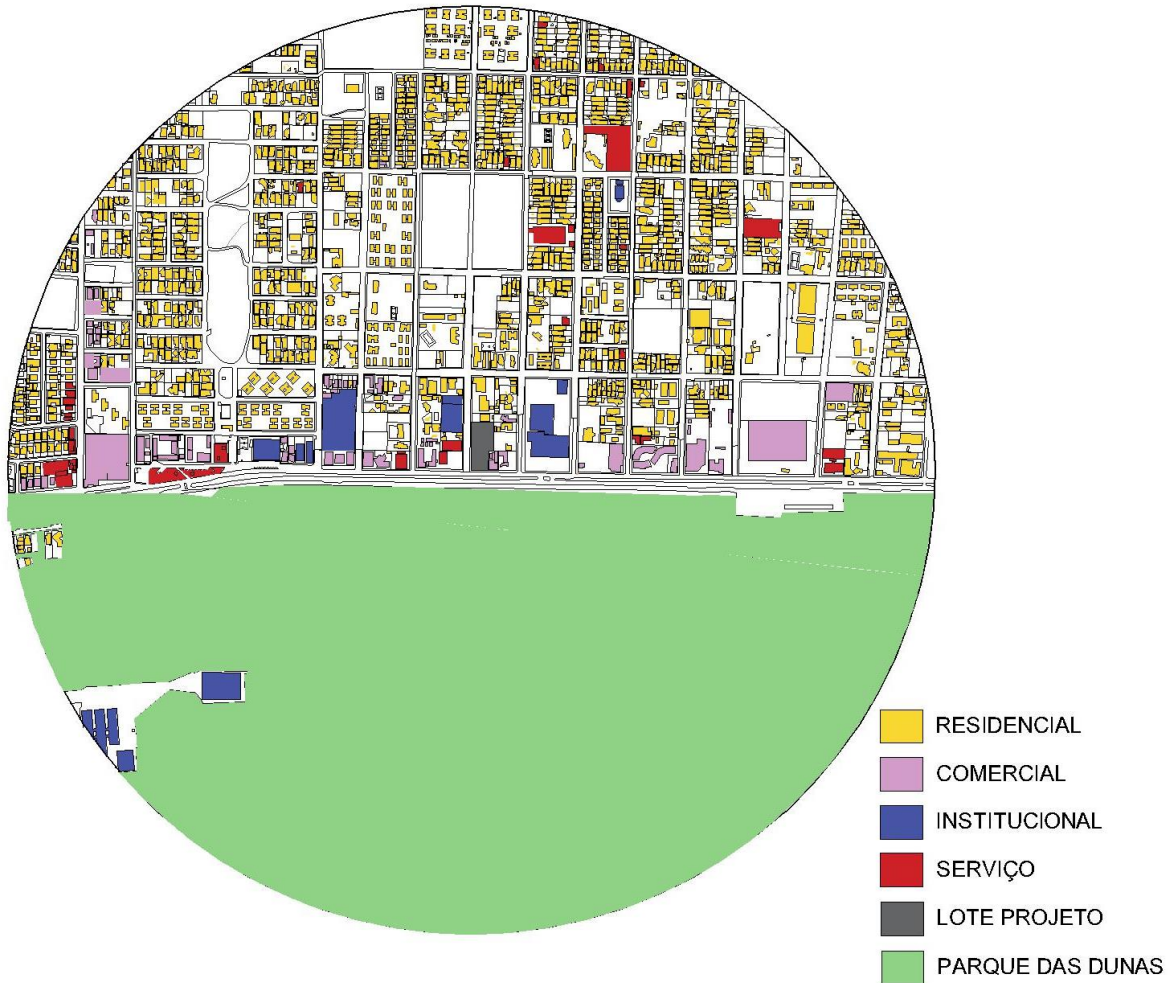 RESIDENCIAL
COMERCIAL
INSTITUCIONAL
SERVIÇO
LOTE PROJETO
PARQUE DAS DUNAS